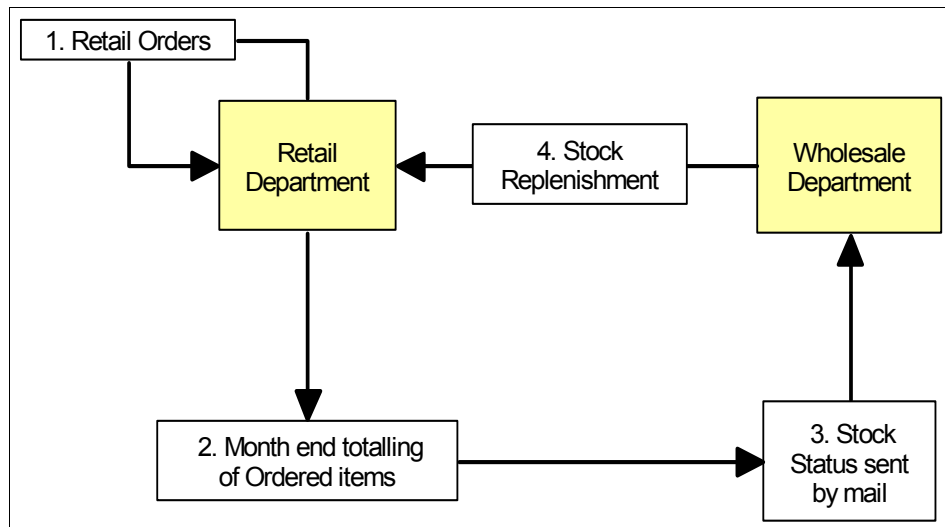 1. Retail Orders
Retail
Department
4. Stock
Replenishment
Wholesale
Department
2. Month end totalling
of Ordered items
3. Stock
Status sent
by mail